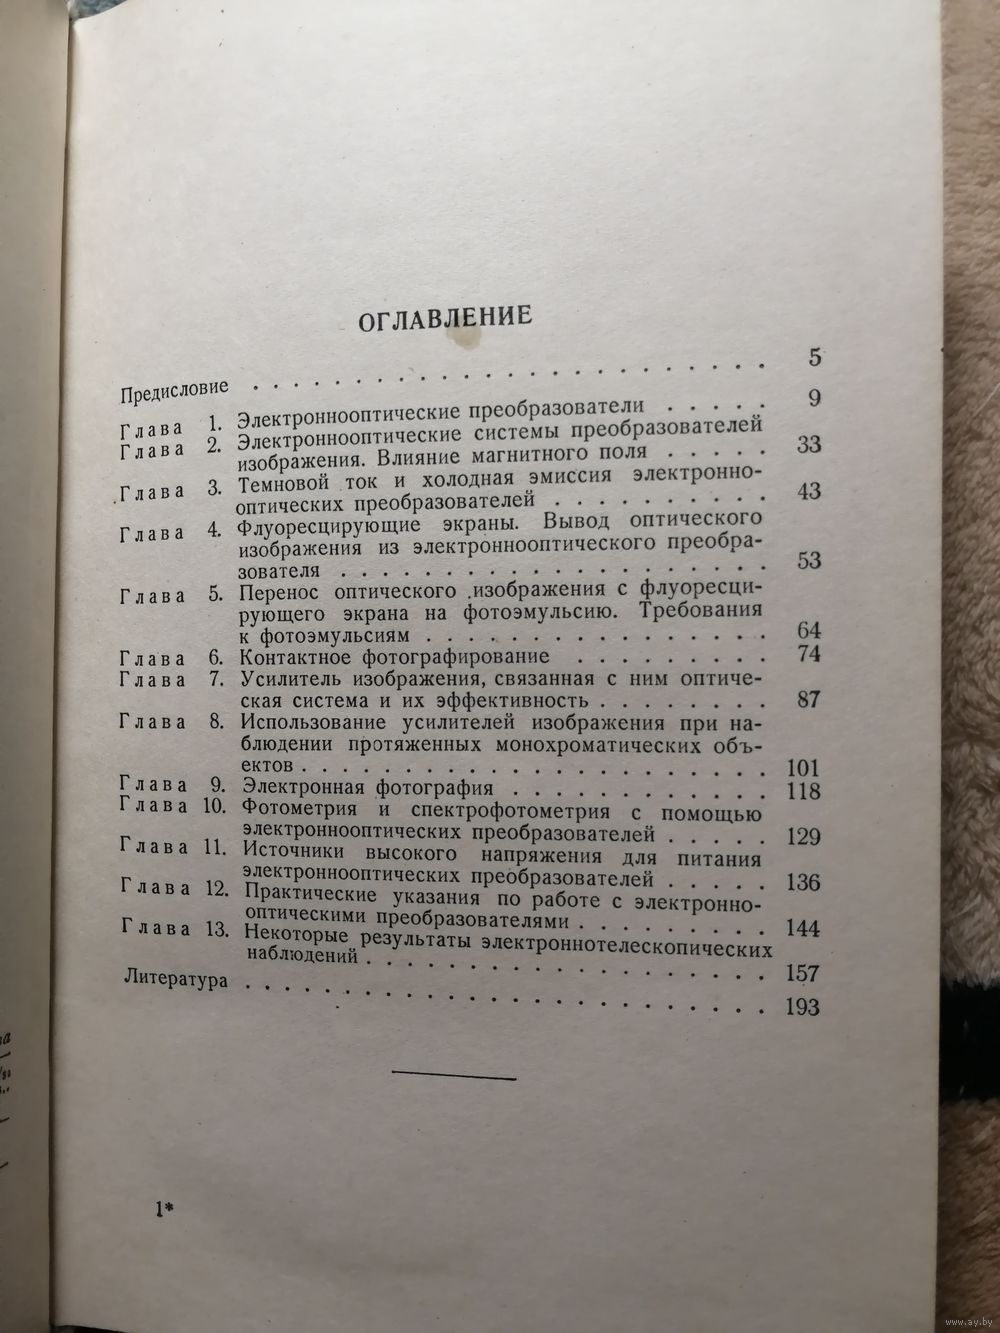 ОГЛАВЛЕНИЕ
Предисловие . . . . . . . . . . . . . . . . . . . . . . . . 5
Глава 1. Электроннооптические преобразователи . . . . . 9
Глава 2. Электроннооптические системы преобразователей
изображения. Влияние магнитного поля . . . . . 33
Глава 3. Темновой ток и холодная эмиссия электронно-
оптических преобразователей . . . . . . . . . 43
Глава 4. Флуоресцирующие экраны. Вывод оптического
изображения из электроннооптического преобра-
зователя . . . . . . . . . . . . . . . . . 53
Глава 5. Перенос оптического изображения с флуоресци-
рующего экрана на фотоэмульсию. Требования
к фотоэмульсиям . . . . . . . . . . . . . . . 64
Глава 6. Контактное фотографирование . . . . . . . . . 74
Глава 7. Усилитель изображения, связанная с ним оптиче-
ская система и их эффективность . . . . . . . . 87
Глава 8. Использование усилителей изображения при на-
блюдении протяженных монохроматических объ-
ектов . . . . . . . . . . . . . . . . . . . 101
Глава 9. Электронная фотография . . . . . . . . . . . 118
Глава 10. Фотометрия и спектрофотометрия с помощью
электроннооптических преобразователей . . . . . 129
Глава 11. Источники высокого напряжения для питания
электроннооптических преобразователей . . . . . 136
Глава 12. Практические указания по работе с электронно-
оптическими преобразователями . . . . . . . . . 144
Глава 13. Некоторые результаты электроннотелескопических
наблюдений . . . . . . . . . . . . . . . . 157
Литература . . . . . . . . . . . . . . . . . . . . . . 193
1*
www.ay.by